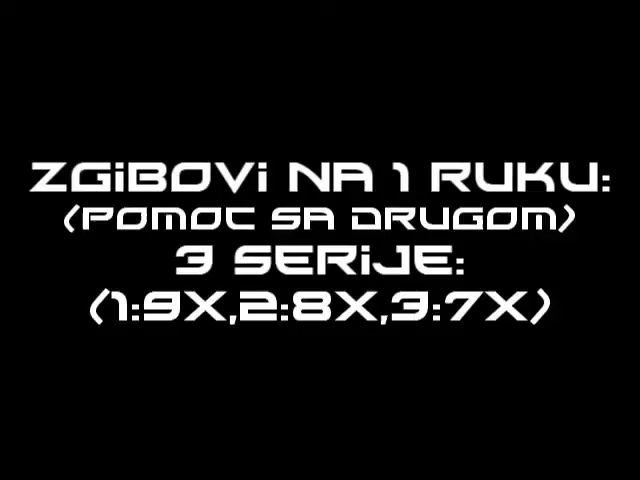 ZGiBOVi NA 1 RUKU:
(POMOC SA DRUGOM)
3 SERiJE:
(1:9X,2:8X,3:7X)